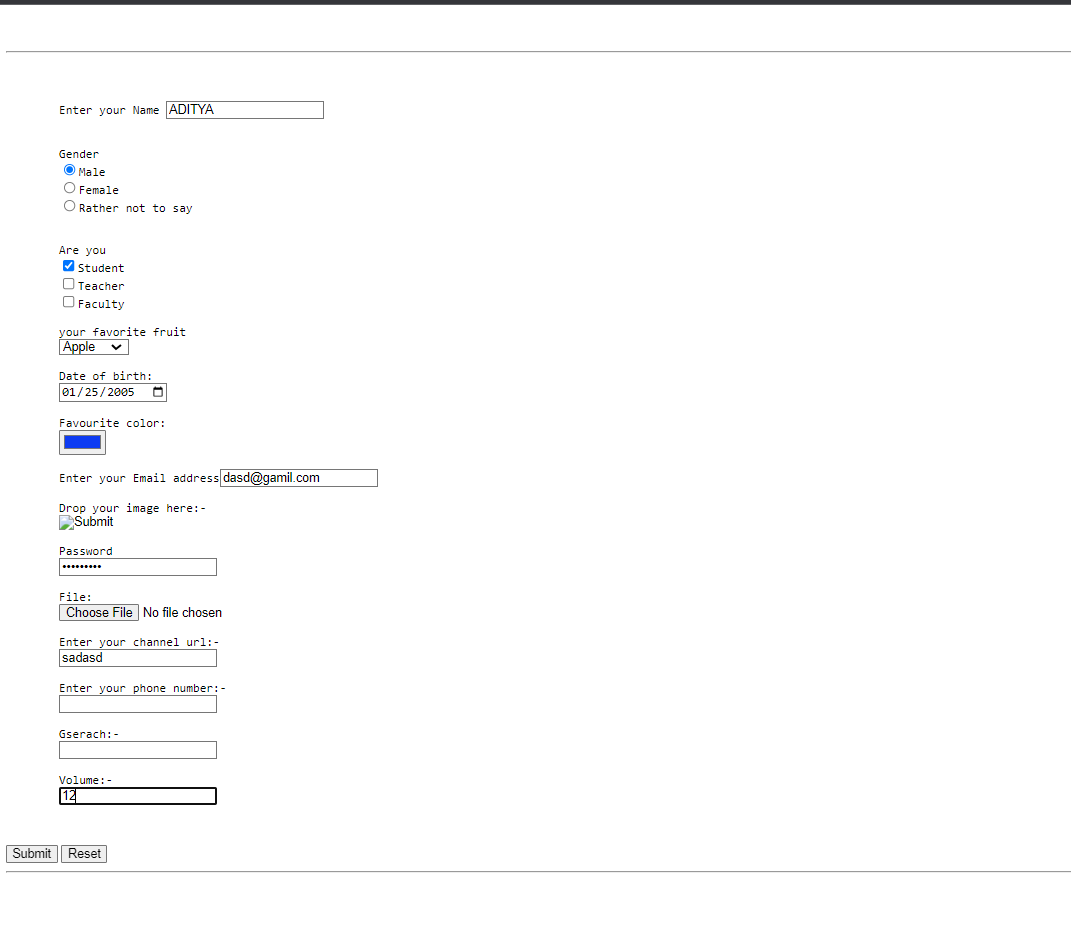 Enter your Name ADITYA
Gender
Male
Female
Rather not to say
Are you
Student
Teacher
Faculty
your favorite fruit
Apple
Date of birth:
01/25/2005
Favourite color:
Enter your Email address dasd@gamil.com
Drop your image here:-
Submit
Password
•••••••••
File:
Choose File No file chosen
Enter your channel url:-
sadasd
Enter your phone number:-
Gserach:-
Volume:-
12
Submit Reset